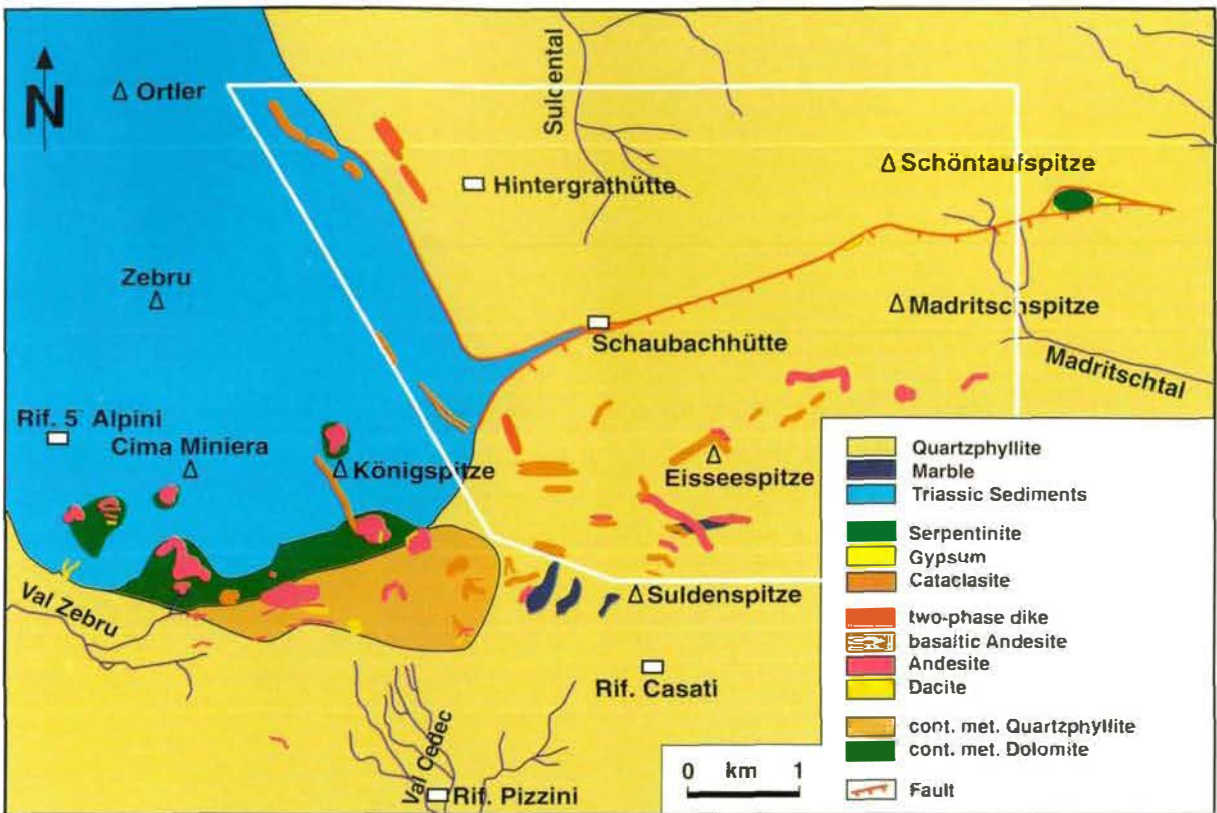 N
Ortler
Suldental
Schöntaufspitze
Hintergrathütte
Zebru
Madritschspitze
Schaubachhütte
Madritschtal
Rif. 5 Alpini
Cima Miniera
Königspitze
Eisseespitze
Val Zebru
Suldenspitze
Rif. Casati
Val Cedec
Rif. Pizzini
0 km 1
Quartzphyllite
Marble
Triassic Sediments
Serpentinite
Gypsum
Cataclasite
two-phase dike
basaltic Andesite
Andesite
Dacite
cont. met. Quartzphyllite
cont. met. Dolomite
Fault